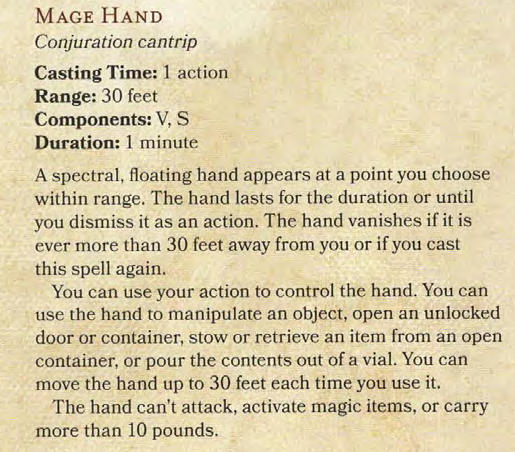 MAGE HAND
Conjuration cantrip
Casting Time: 1 action
Range: 30 feet
Components: V, S
Duration: 1 minute
A spectral, floating hand appears at a point you choose
within range. The hand lasts for the duration or until
you dismiss it as an action. The hand vanishes if it is
ever more than 30 feet away from you or if you cast
this spell again.
You can use your action to control the hand. You can
use the hand to manipulate an object, open an unlocked
door or container, stow or retrieve an item from an open
container, or pour the contents out of a vial. You can
move the hand up to 30 feet each time you use it.
The hand can't attack, activate magic items, or carry
more than 10 pounds.